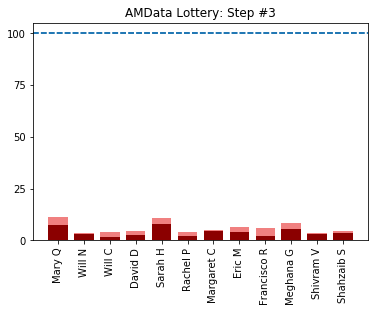 AMData Lottery: Step #3
100
75
50
25
0
Mary Q
Will N
Will C
David D
Sarah H
Rachel P
Margaret C
Eric M
Francisco R
Meghana G
Shivram V
Shahzaib S